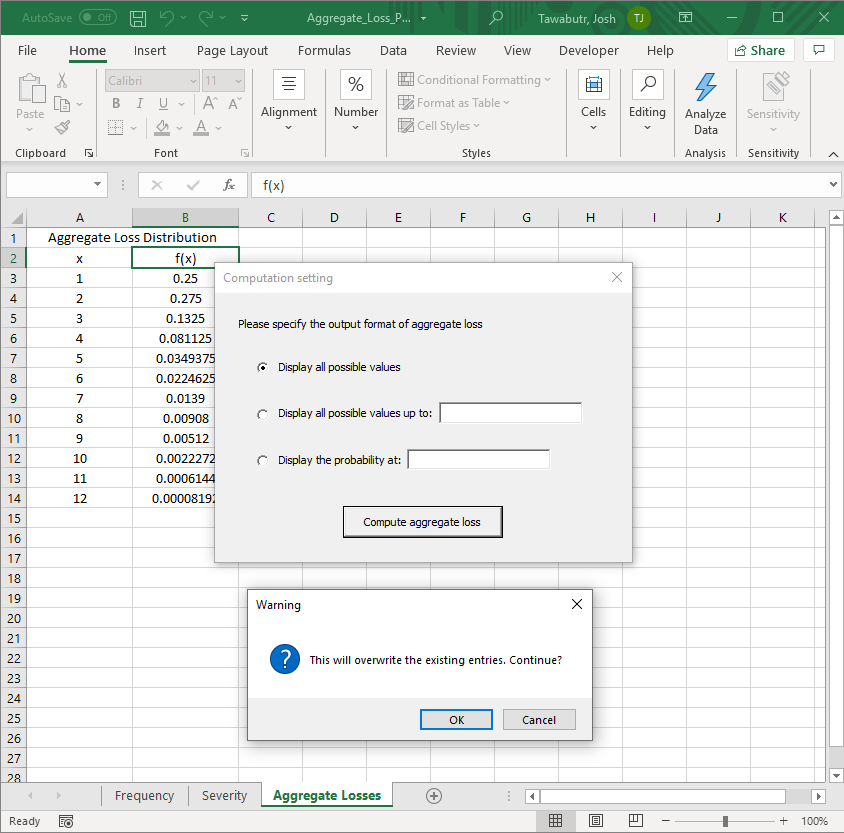 AutoSave Off Aggregate_Loss_P... Tawabutr, Josh TJ
File Home Insert Page Layout Formulas Data Review View Developer Help Share
Calibri 11 Conditional Formatting
Paste B I U A A Alignment Number % Format as Table Cells Editing Analyze Data Sensitivity
A Cell Styles
Clipboard Font Styles Analysis Sensitivity
fx f(x)
A B C D E F G H I J K
1 Aggregate Loss Distribution
2 x f(x)
3 1 0.25
4 2 0.275
5 3 0.1325
6 4 0.081125
7 5 0.0349375
8 6 0.0224625
9 7 0.0139
10 8 0.00908
11 9 0.00512
12 10 0.0022272
13 11 0.0006144
14 12 0.00008192
15
16
17
18
19
20
21
22
23
24
25
26
27
28
Computation setting
Please specify the output format of aggregate loss
Display all possible values
Display all possible values up to:
Display the probability at:
Compute aggregate loss
Warning
? This will overwrite the existing entries. Continue?
OK Cancel
Frequency Severity Aggregate Losses
Ready 100%